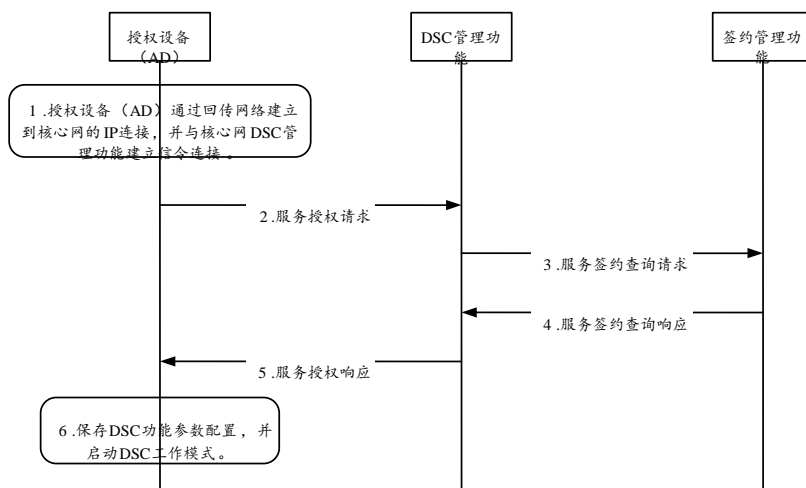 授权设备
（AD）
DSC管理功
能
签约管理功
能
1.授权设备（AD）通过回传网络建立
到核心网的IP连接，并与核心网DSC管
理功能建立信令连接。
2.服务授权请求
3.服务签约查询请求
4.服务签约查询响应
5.服务授权响应
6.保存DSC功能参数配置，并
启动DSC工作模式。